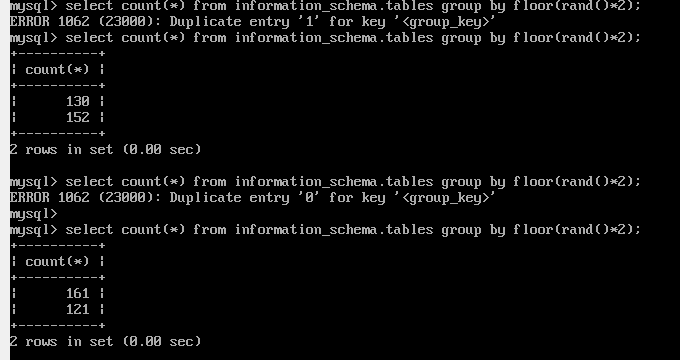 mysql> select count(*) from information_schema.tables group by floor(rand()*2);
ERROR 1062 (23000): Duplicate entry '1' for key '<group_key>'
mysql> select count(*) from information_schema.tables group by floor(rand()*2);
+----------+
| count(*) |
+----------+
|      130 |
|      152 |
+----------+
2 rows in set (0.00 sec)

mysql> select count(*) from information_schema.tables group by floor(rand()*2);
ERROR 1062 (23000): Duplicate entry '0' for key '<group_key>'
mysql>
mysql> select count(*) from information_schema.tables group by floor(rand()*2);
+----------+
| count(*) |
+----------+
|      161 |
|      121 |
+----------+
2 rows in set (0.00 sec)